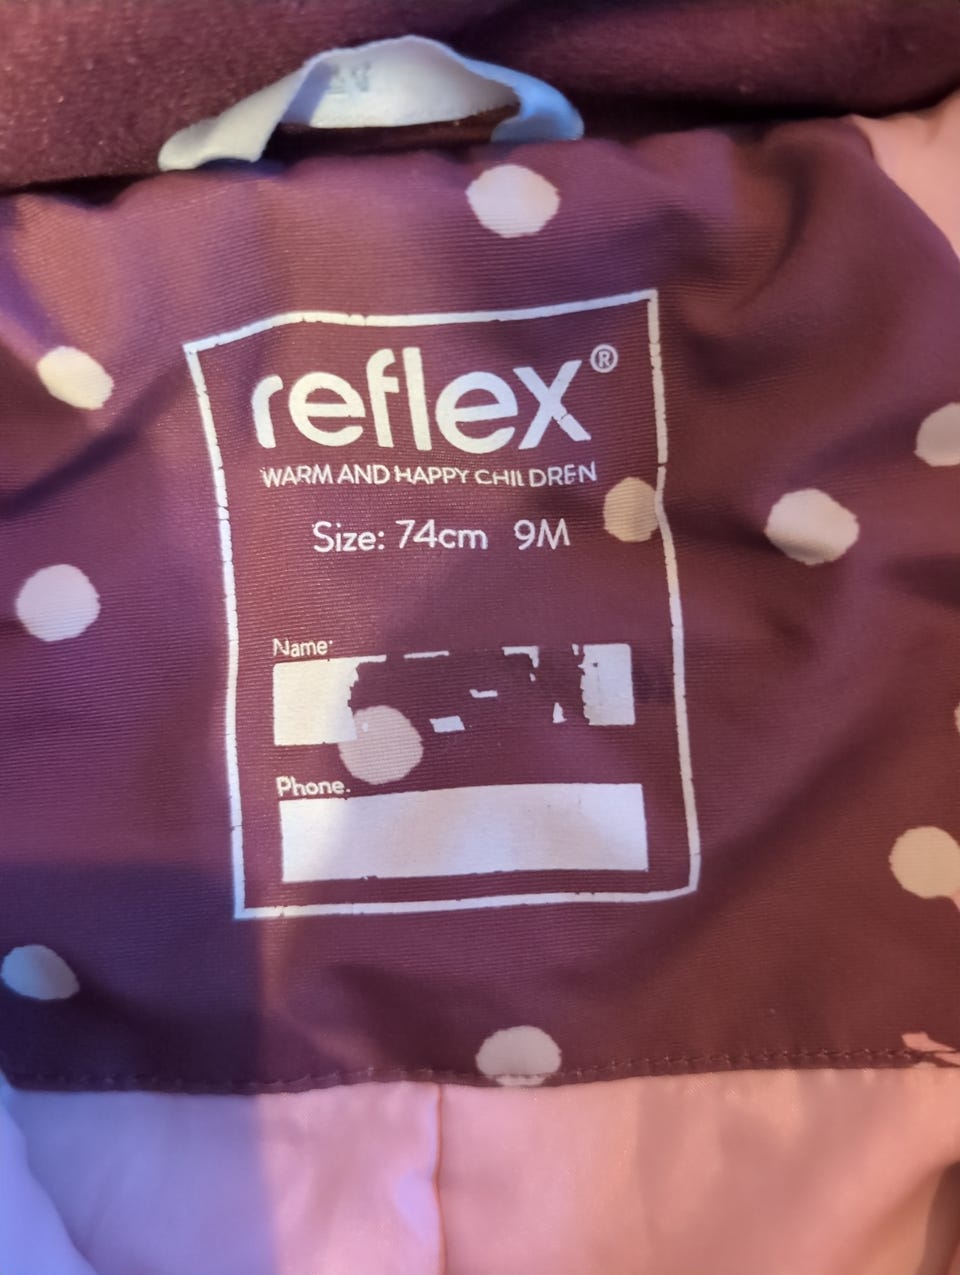 reflex®
WARM AND HAPPY CHILDREN
Size: 74cm 9M
Name:
Phone: